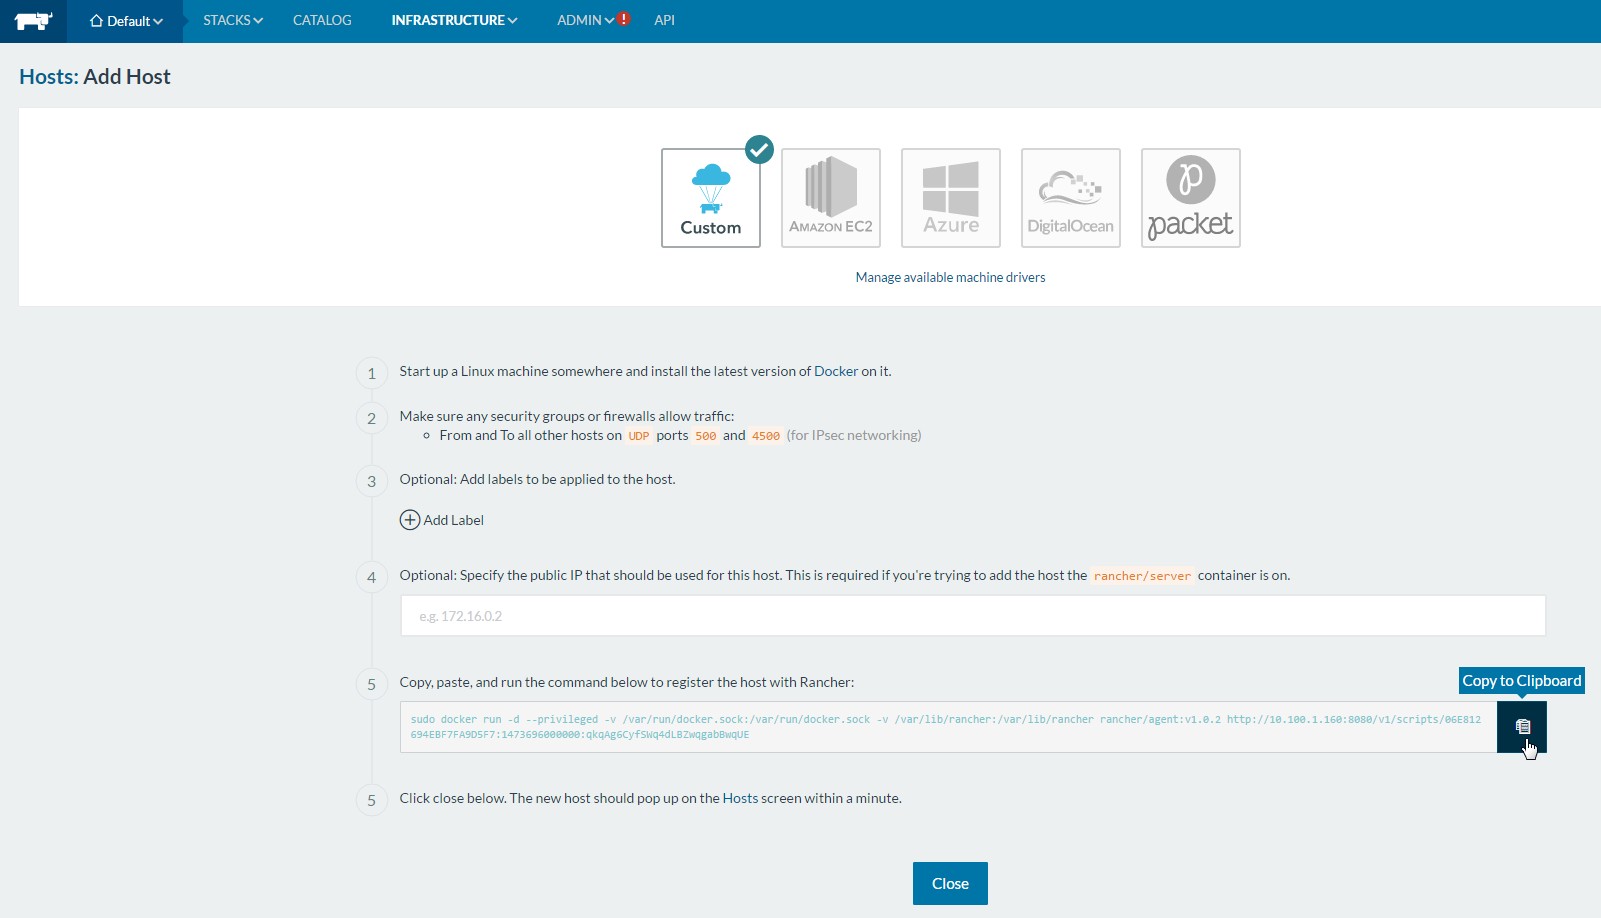 Default STACKS CATALOG INFRASTRUCTURE ADMIN ! API
Hosts: Add Host
Custom
AMAZON EC2
Azure
DigitalOcean
packet
Manage available machine drivers
1 Start up a Linux machine somewhere and install the latest version of Docker on it.
2 Make sure any security groups or firewalls allow traffic:
From and To all other hosts on UDP ports 500 and 4500 (for IPsec networking)
3 Optional: Add labels to be applied to the host.
Add Label
4 Optional: Specify the public IP that should be used for this host. This is required if you're trying to add the host the rancher/server container is on.
e.g. 172.16.0.2
5 Copy, paste, and run the command below to register the host with Rancher:
Copy to Clipboard
sudo docker run -d --privileged -v /var/run/docker.sock:/var/run/docker.sock -v /var/lib/rancher:/var/lib/rancher rancher/agent:v1.0.2 http://10.100.1.160:8080/v1/scripts/06E812
694EBF7FA9D5F7:1473696000000:qkqAg6CyfSWq4dLBZwqgabBwqUE
5 Click close below. The new host should pop up on the Hosts screen within a minute.
Close